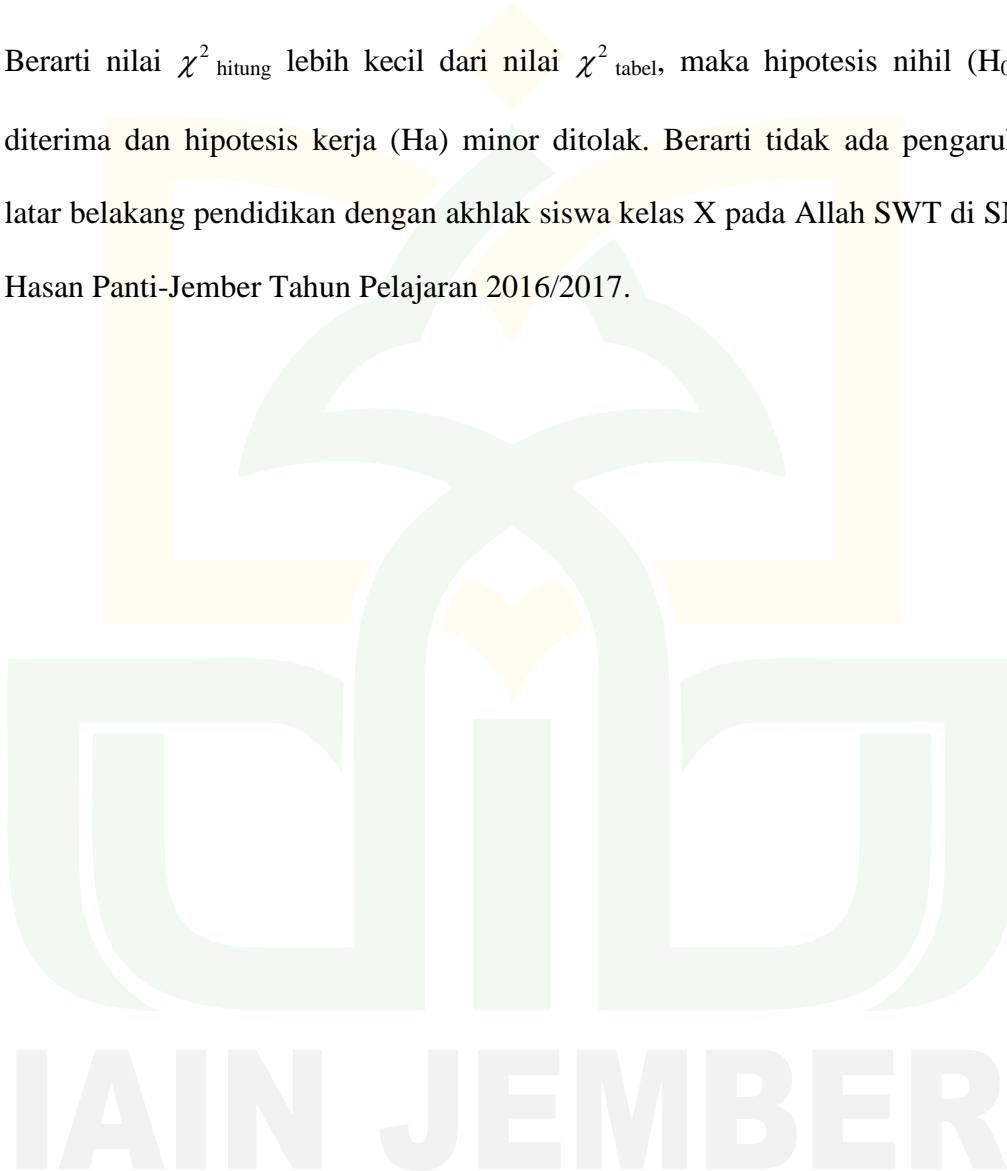 Berarti nilai χ² hitung lebih kecil dari nilai χ² tabel, maka hipotesis nihil (H₀
diterima dan hipotesis kerja (Ha) minor ditolak. Berarti tidak ada
latar belakang pendidikan dengan akhlak siswa kelas X pada Allah SWT di
Hasan Panti-Jember Tahun Pelajaran 2016/2017.
IAIN JEMBER